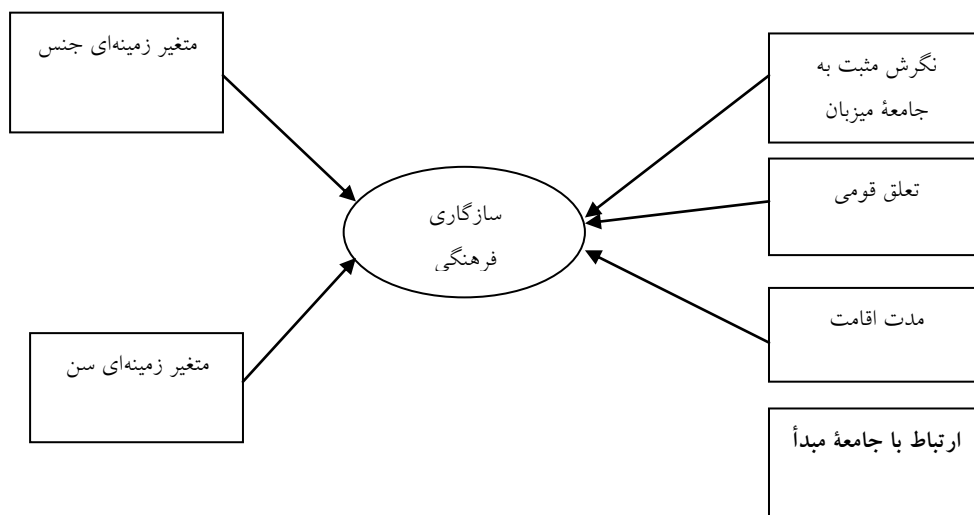 متغیر زمینه‌ای جنس
نگرش مثبت به
جامعهٔ میزبان
تعلق قومی
سازگاری
فرهنگی
مدت اقامت
متغیر زمینه‌ای سن
ارتباط با جامعهٔ مبدأ